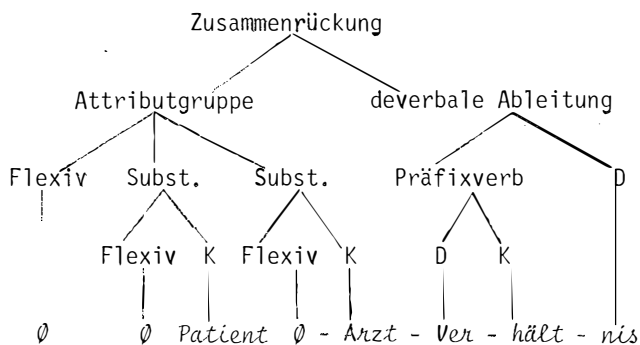 Zusammenrückung
Attributgruppe deverbale Ableitung
Flexiv Subst. Subst. Präfixverb D
Flexiv K Flexiv K D K
Ø Ø Patient Ø - Arzt - Ver - hält - nis